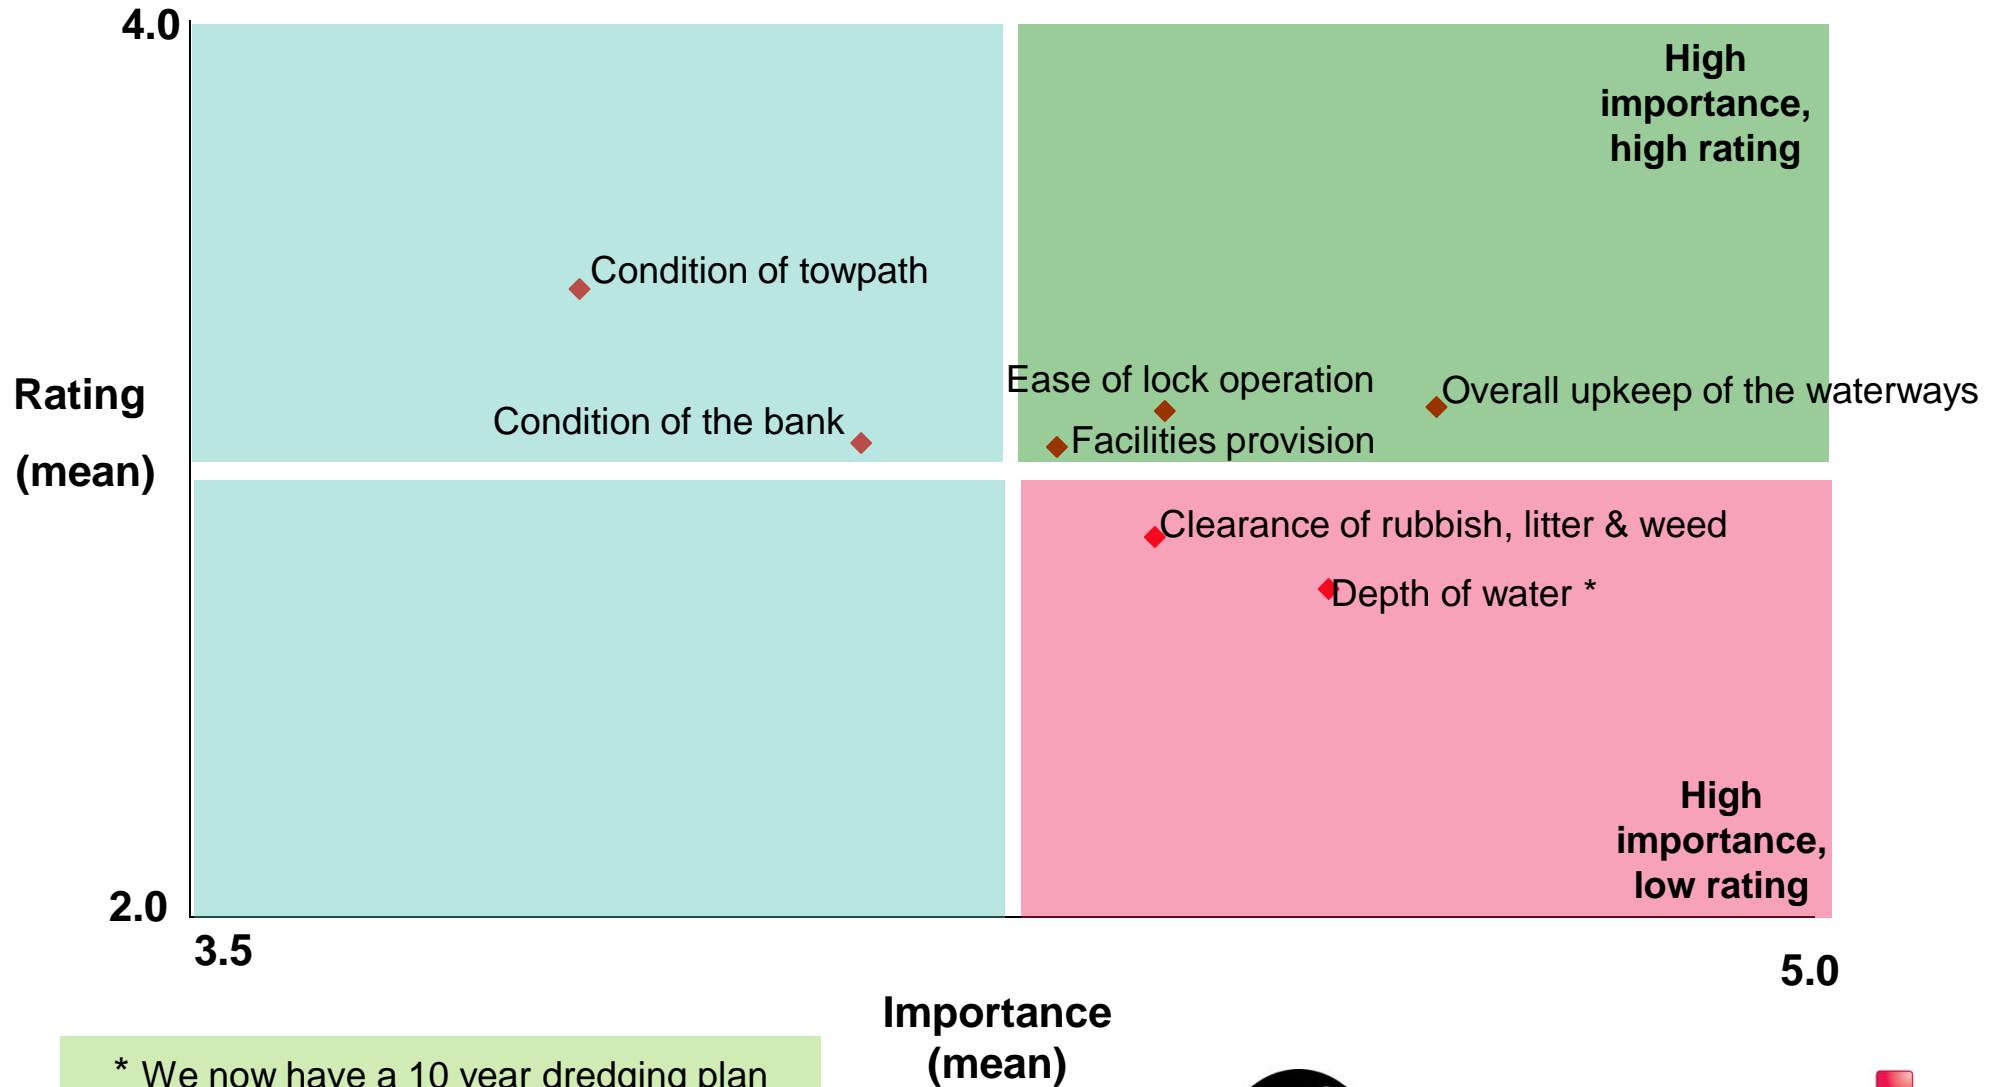 4.0
High
importance,
high rating
Condition of towpath
Rating
(mean)
Ease of lock operation
Overall upkeep of the waterways
Condition of the bank
Facilities provision
Clearance of rubbish, litter & weed
Depth of water *
High
importance,
low rating
2.0
3.5
5.0
Importance
(mean)
* We now have a 10 year dredging plan